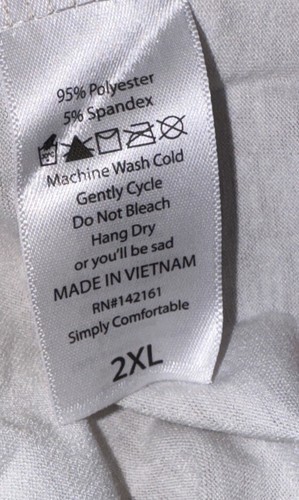 95% Polyester
5% Spandex
Machine Wash Cold
Gently Cycle
Do Not Bleach
Hang Dry
or you'll be sad
MADE IN VIETNAM
RN#142161
Simply Comfortable
2XL